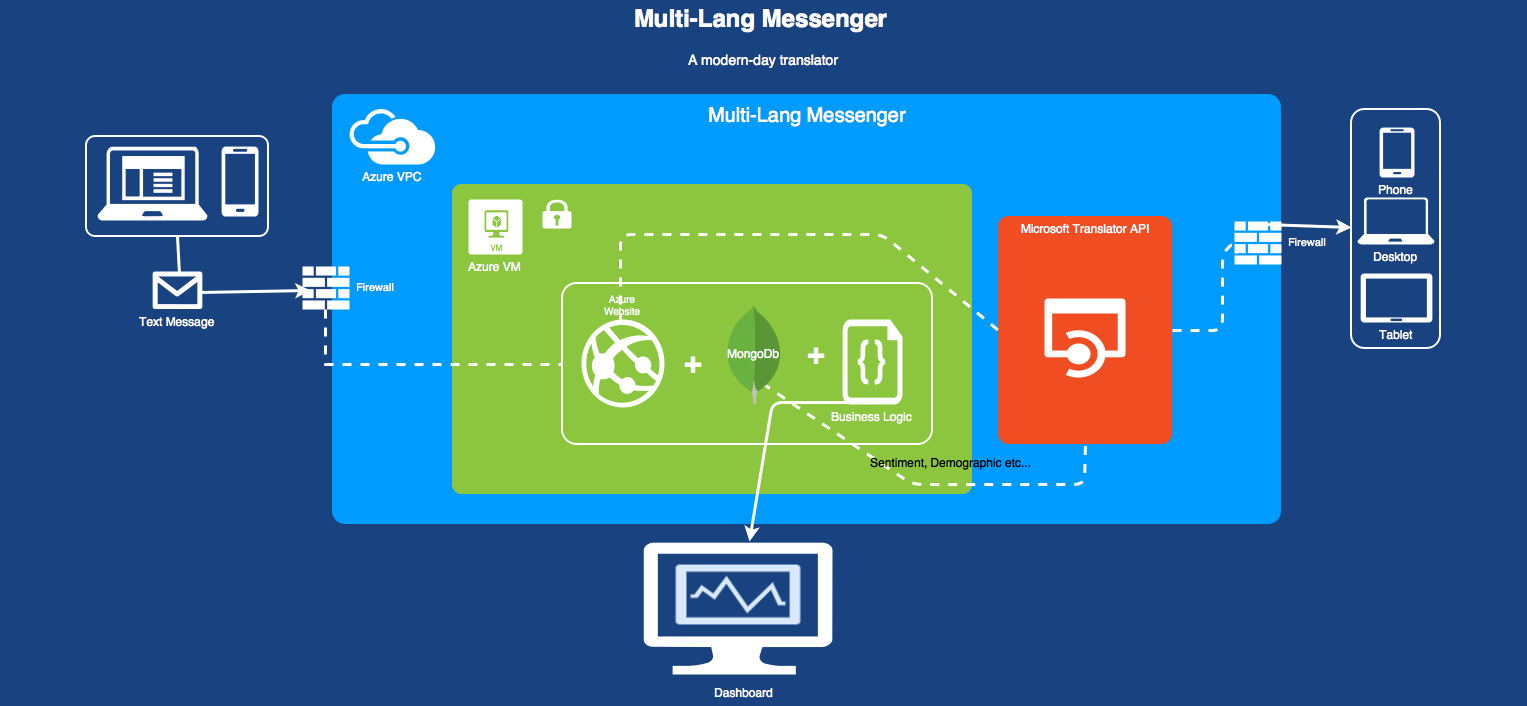 Multi-Lang Messenger
A modern-day translator
Multi-Lang Messenger
Azure VPC
VM
Azure VM
Microsoft Translator API
Text Message
Firewall
Azure
Website
MongoDb
Business Logic
Sentiment, Demographic etc...
Firewall
Phone
Desktop
Tablet
Dashboard